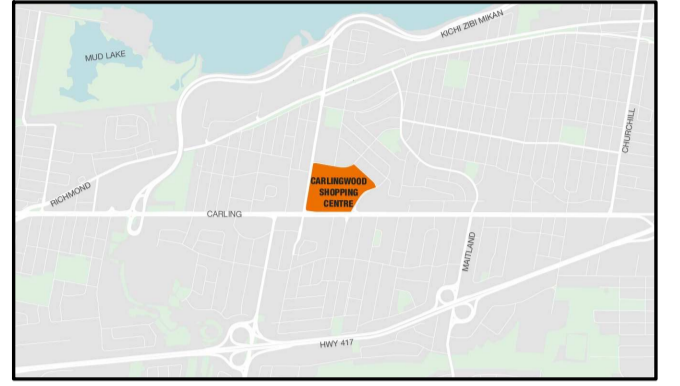 KICHI ZIBI MIKAN
MUD LAKE
CHURCHILL
CARLINGWOOD
SHOPPING
CENTRE
RICHMOND
CARLING
MAITLAND
HWY 417